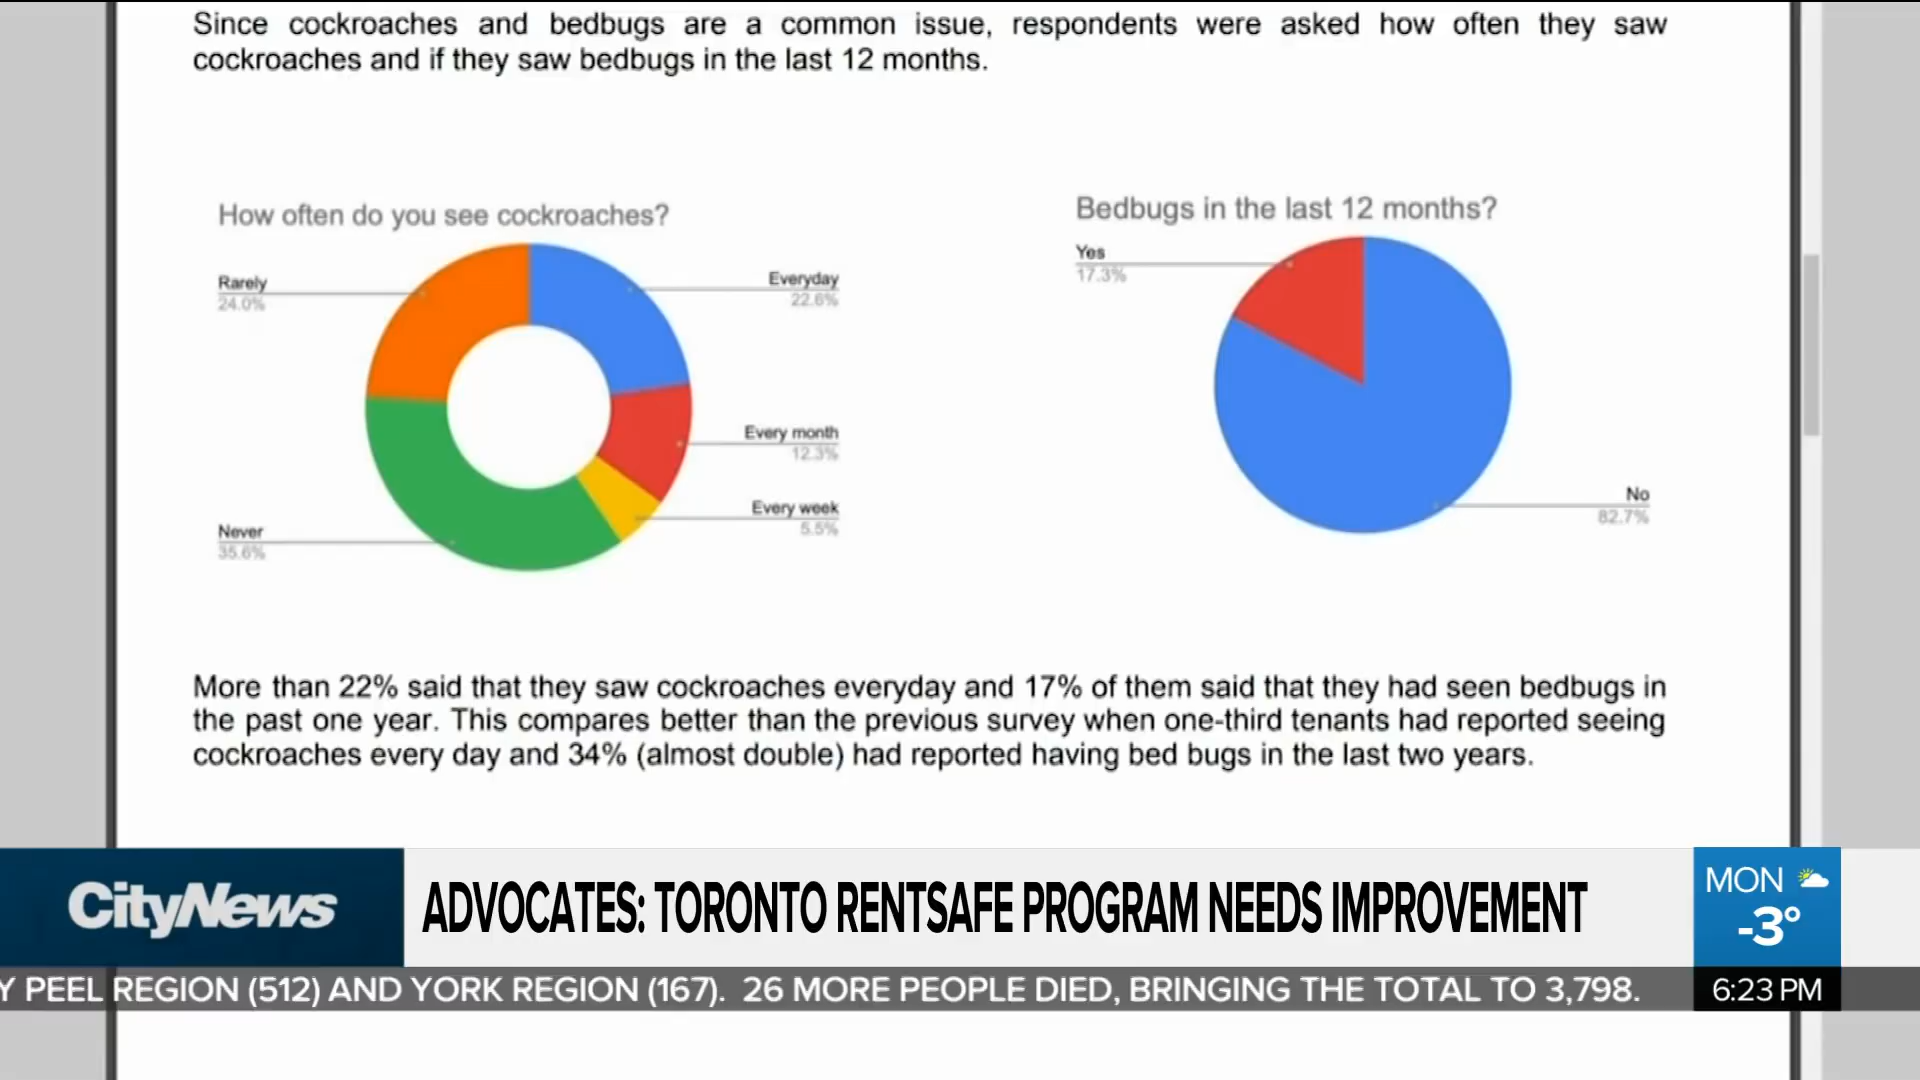 Since cockroaches and bedbugs are a common issue, respondents were asked how often they saw
cockroaches and if they saw bedbugs in the last 12 months.
How often do you see cockroaches?
Rarely
24.0%
Everyday
22.6%
Every month
12.3%
Every week
5.5%
Never
35.6%
Bedbugs in the last 12 months?
Yes
17.3%
No
82.7%
More than 22% said that they saw cockroaches everyday and 17% of them said that they had seen bedbugs in
the past one year. This compares better than the previous survey when one-third tenants had reported seeing
cockroaches every day and 34% (almost double) had reported having bed bugs in the last two years.
CityNews
ADVOCATES: TORONTO RENTSAFE PROGRAM NEEDS IMPROVEMENT
MON
-3°
Y PEEL REGION (512) AND YORK REGION (167). 26 MORE PEOPLE DIED, BRINGING THE TOTAL TO 3,798.
6:23 PM